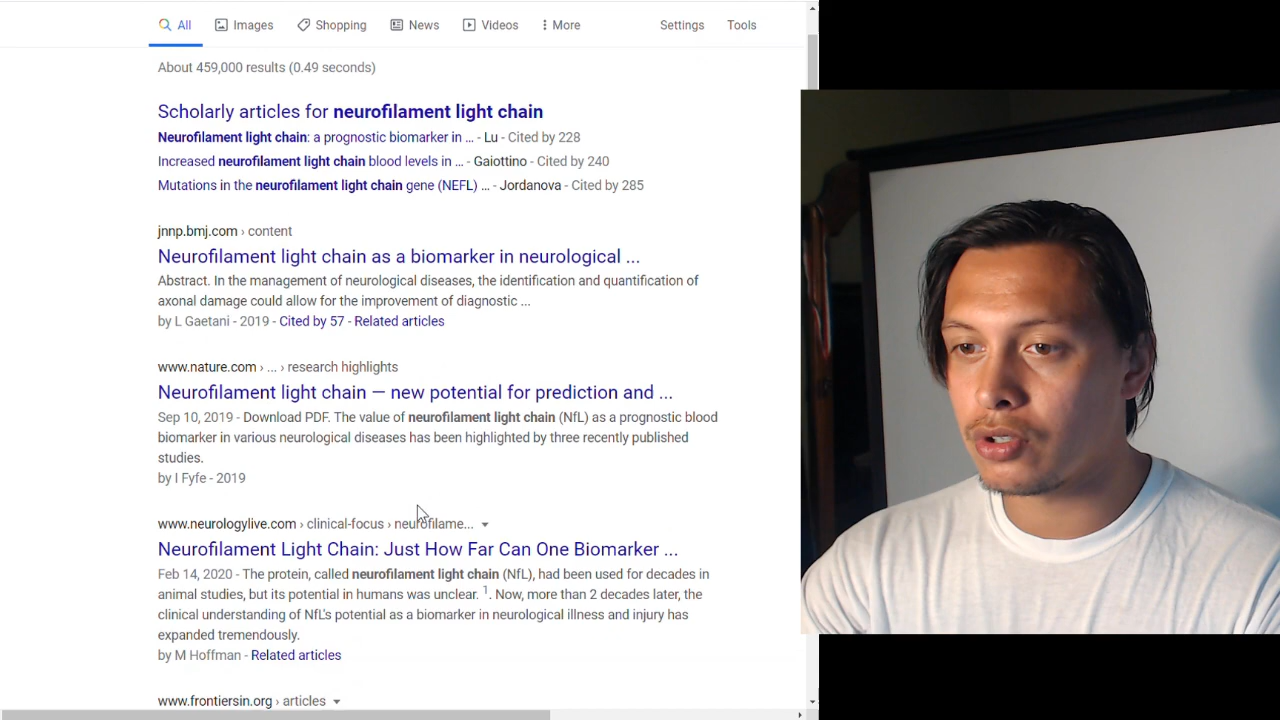 All Images Shopping News Videos More Settings Tools
About 459,000 results (0.49 seconds)
Scholarly articles for neurofilament light chain
Neurofilament light chain: a prognostic biomarker in ... - Lu - Cited by 228
Increased neurofilament light chain blood levels in ... - Gaiottino - Cited by 240
Mutations in the neurofilament light chain gene (NEFL) ... - Jordanova - Cited by 285
jnnp.bmj.com › content
Neurofilament light chain as a biomarker in neurological ...
Abstract. In the management of neurological diseases, the identification and quantification of
axonal damage could allow for the improvement of diagnostic ...
by L Gaetani - 2019 - Cited by 57 - Related articles
www.nature.com › ... › research highlights
Neurofilament light chain — new potential for prediction and ...
Sep 10, 2019 - Download PDF. The value of neurofilament light chain (NfL) as a prognostic blood
biomarker in various neurological diseases has been highlighted by three recently published
studies.
by I Fyfe - 2019
www.neurologylive.com › clinical-focus › neurofilame...
Neurofilament Light Chain: Just How Far Can One Biomarker ...
Feb 14, 2020 - The protein, called neurofilament light chain (NfL), had been used for decades in
animal studies, but its potential in humans was unclear. 1. Now, more than 2 decades later, the
clinical understanding of NfL's potential as a biomarker in neurological illness and injury has
expanded tremendously.
by M Hoffman - Related articles
www.frontiersin.org › articles